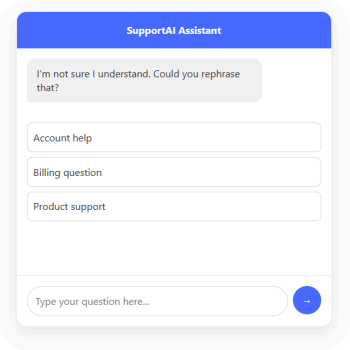 SupportAI Assistant
I'm not sure I understand. Could you rephrase
that?
Account help
Billing question
Product support
Type your question here...
→